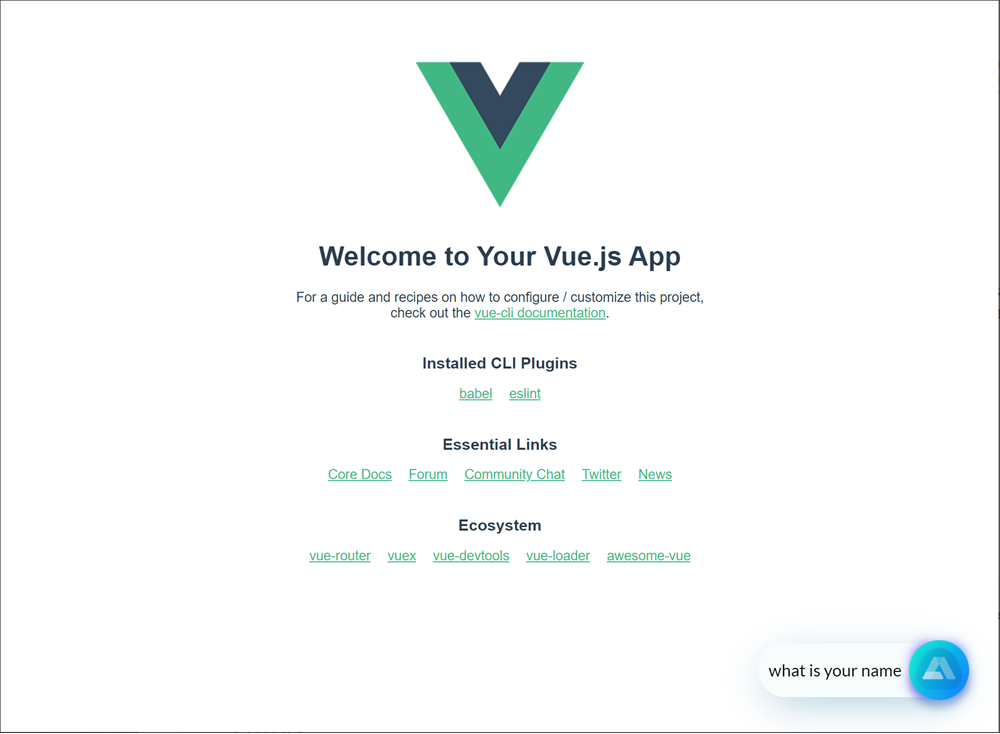 Welcome to Your Vue.js App
For a guide and recipes on how to configure / customize this project,
check out the vue-cli documentation.
Installed CLI Plugins
babel eslint
Essential Links
Core Docs Forum Community Chat Twitter News
Ecosystem
vue-router vuex vue-devtools vue-loader awesome-vue
what is your name